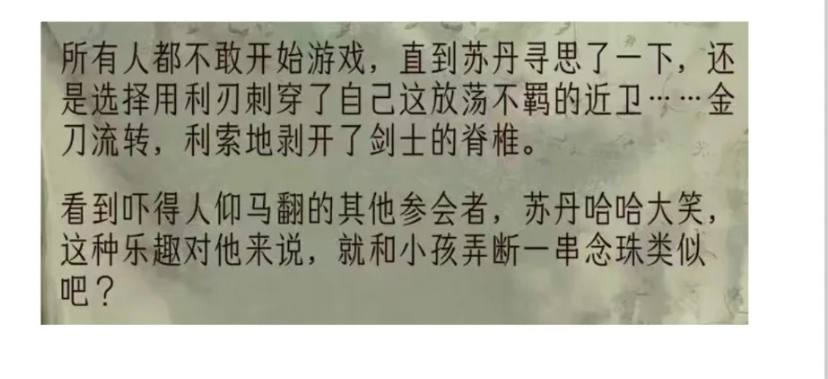 所有人都不敢开始游戏，直到苏丹寻思了一下，还
是选择用利刃刺穿了自己这放荡不羁的近卫……金
刀流转，利索地剥开了剑士的脊椎。
看到吓得人仰马翻的其他参会者，苏丹哈哈大笑，
这种乐趣对他来说，就和小孩弄断一串念珠类似
吧？